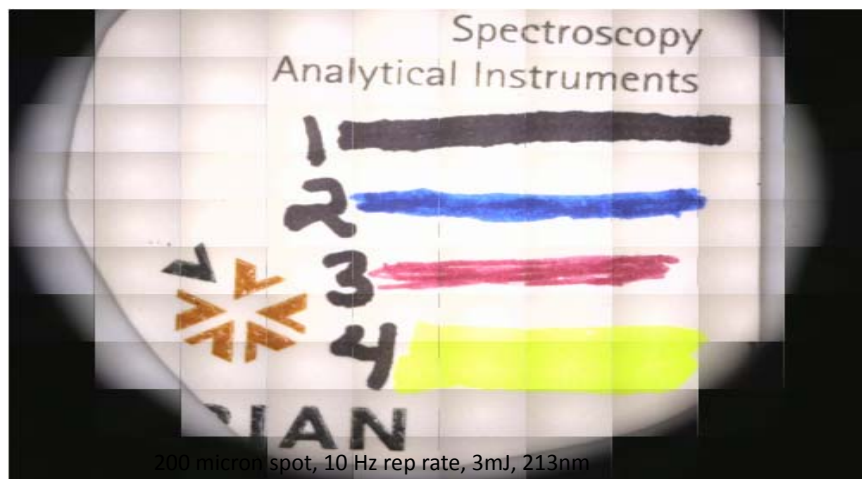 Spectroscopy
Analytical Instruments
1
2
3
4
IAN
200 micron spot, 10 Hz rep rate, 3mJ, 213nm